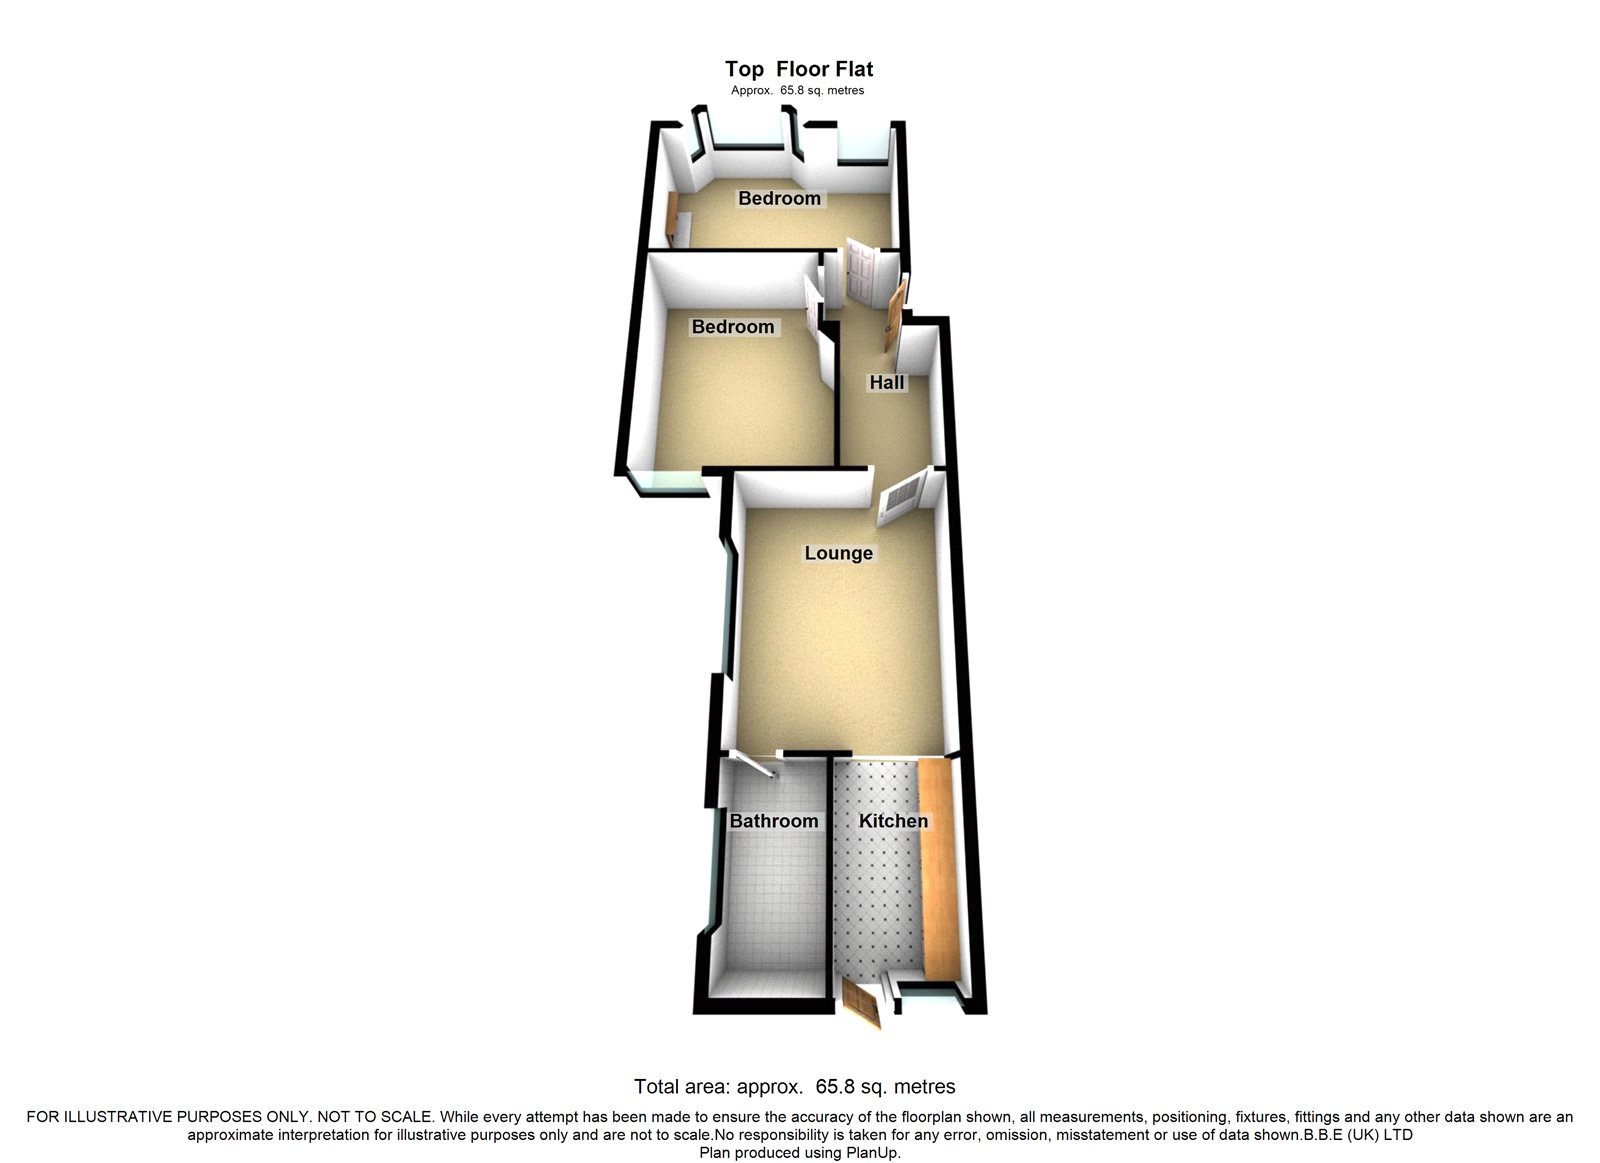 Top  Floor Flat
Approx.  65.8 sq. metres
Bedroom
Bedroom
Hall
Lounge
Bathroom
Kitchen
Total area: approx.  65.8 sq. metres
FOR ILLUSTRATIVE PURPOSES ONLY. NOT TO SCALE. While every attempt has been made to ensure the accuracy of the floorplan shown, all measurements, positioning, fixtures, fittings and any other data shown are an
approximate interpretation for illustrative purposes only and are not to scale.No responsibility is taken for any error, omission, misstatement or use of data shown.B.B.E (UK) LTD
Plan produced using PlanUp.